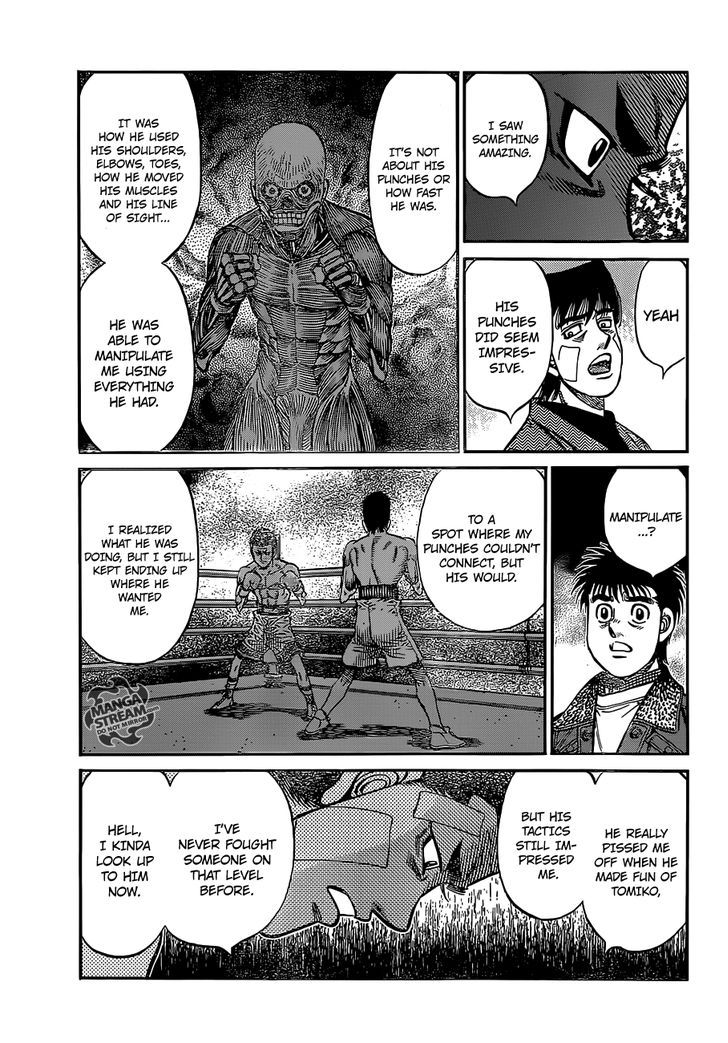 I SAW
SOMETHING
AMAZING.
YEAH
HIS
PUNCHES
DID SEEM
IMPRES-
SIVE.
IT'S NOT
ABOUT HIS
PUNCHES OR
HOW FAST
HE WAS.
IT WAS
HOW HE USED
HIS SHOULDERS,
ELBOWS, TOES,
HOW HE MOVED
HIS MUSCLES
AND HIS LINE
OF SIGHT...
HE WAS
ABLE TO
MANIPULATE
ME USING
EVERYTHING
HE HAD.
MANIPULATE
...?
TO A
SPOT WHERE MY
PUNCHES COULDN'T
CONNECT, BUT
HIS WOULD.
I REALIZED
WHAT HE WAS
DOING, BUT I STILL
KEPT ENDING UP
WHERE HE
WANTED
ME.
MANGA
STREAM.com
DO NOT MIRROR
HE REALLY
PISSED ME
OFF WHEN HE
MADE FUN OF
TOMIKO,
BUT HIS
TACTICS
STILL IM-
PRESSED
ME.
I'VE
NEVER FOUGHT
SOMEONE ON
THAT LEVEL
BEFORE.
HELL,
I KINDA
LOOK UP
TO HIM
NOW.